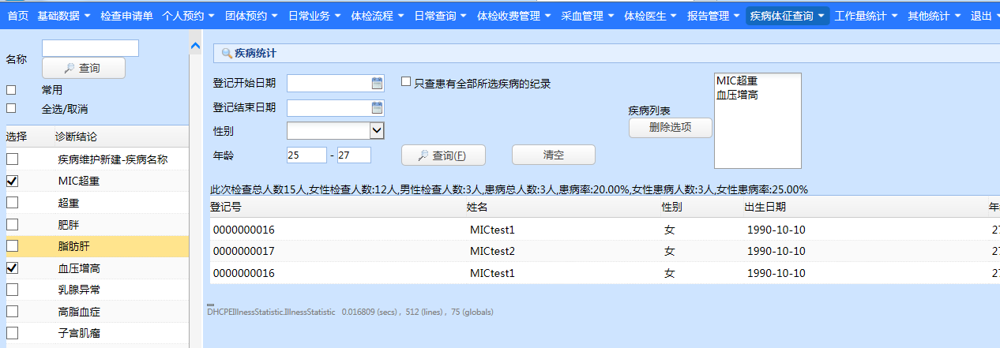 首页 基础数据 检查申请单 个人预约 团体预约 日常业务 体检流程 日常查询 体检收费管理 采血管理 体检医生 报告管理 疾病体征查询 工作量统计 其他统计 退出
名称
查询
常用
全选/取消
选择 诊断结论
疾病维护新建-疾病名称
MIC超重
超重
肥胖
脂肪肝
血压增高
乳腺异常
高脂血症
子宫肌瘤
疾病统计
登记开始日期 只查患有全部所选疾病的纪录
登记结束日期
性别
年龄 25 - 27 查询(F) 清空
疾病列表
删除选项
MIC超重
血压增高
此次检查总人数15人,女性检查人数:12人,男性检查人数:3人,患病总人数:3人,患病率:20.00%,女性患病人数:3人,女性患病率:25.00%
登记号 姓名 性别 出生日期 年
0000000016 MICtest1 女 1990-10-10 27
0000000017 MICtest2 女 1990-10-10 27
0000000016 MICtest1 女 1990-10-10 27
DHCPEIllnessStatistic.IllnessStatistic 0.016809 (secs) , 512 (lines) , 75 (globals)